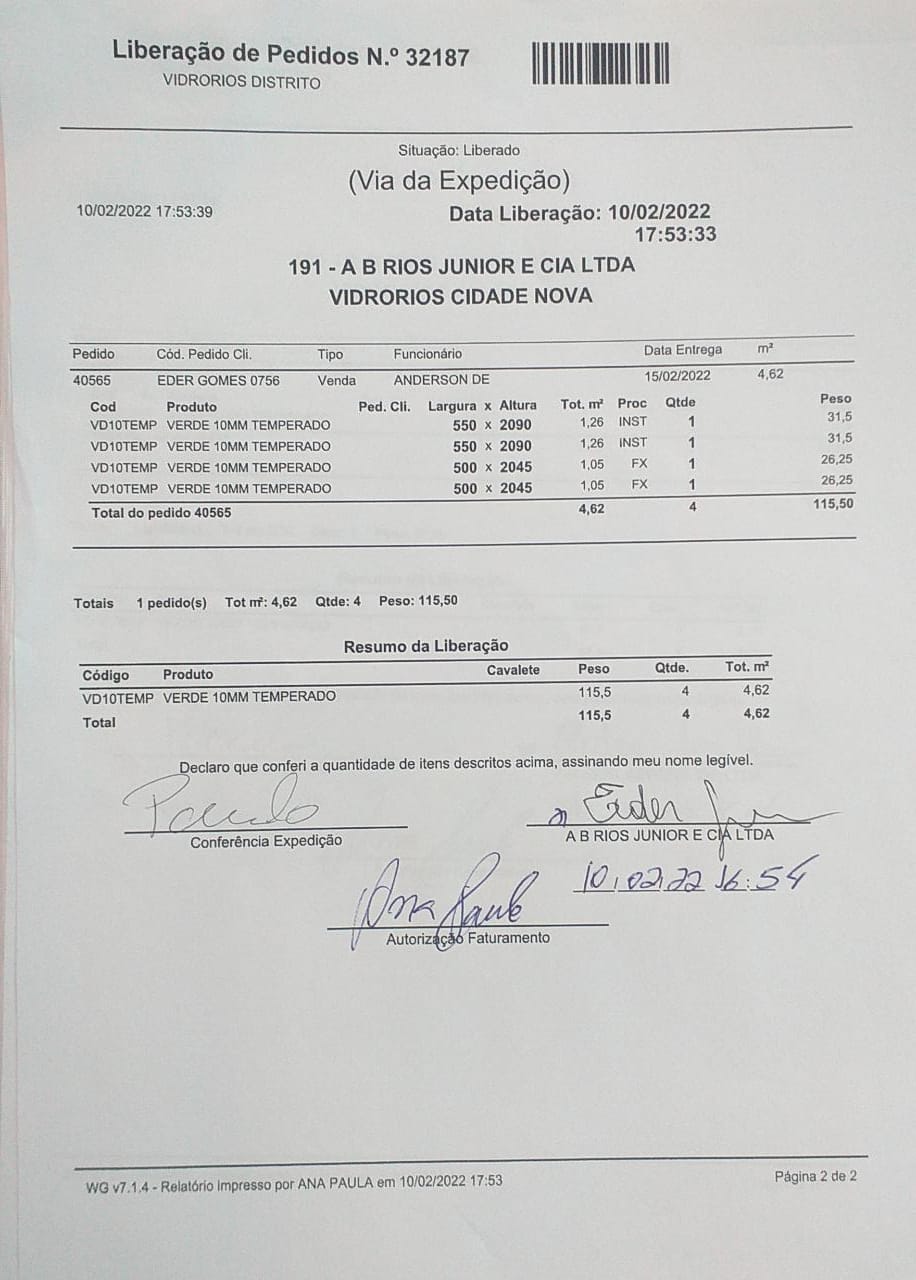 Liberação de Pedidos N.º 32187
VIDRORIOS DISTRITO
Situação: Liberado
(Via da Expedição)
10/02/2022 17:53:39
Data Liberação: 10/02/2022
17:53:33
191 - A B RIOS JUNIOR E CIA LTDA
VIDRORIOS CIDADE NOVA
Pedido Cód. Pedido Cli. Tipo Funcionário Data Entrega m²
40565 EDER GOMES 0756 Venda ANDERSON DE 15/02/2022 4,62
Cod Produto Ped. Cli. Largura x Altura Tot. m² Proc Qtde Peso
VD10TEMP VERDE 10MM TEMPERADO 550 x 2090 1,26 INST 1 31,5
VD10TEMP VERDE 10MM TEMPERADO 550 x 2090 1,26 INST 1 31,5
VD10TEMP VERDE 10MM TEMPERADO 500 x 2045 1,05 FX 1 26,25
VD10TEMP VERDE 10MM TEMPERADO 500 x 2045 1,05 FX 1 26,25
Total do pedido 40565 4,62 4 115,50
Totais 1 pedido(s) Tot m²: 4,62 Qtde: 4 Peso: 115,50
Resumo da Liberação
Código Produto Cavalete Peso Qtde. Tot. m²
VD10TEMP VERDE 10MM TEMPERADO 115,5 4 4,62
Total 115,5 4 4,62
Declaro que conferi a quantidade de itens descritos acima, assinando meu nome legível.
Paulo Eder
Conferência Expedição A B RIOS JUNIOR E CIA LTDA
10,02,22 16:54
Ana Paula
Autorização Faturamento
WG v7.1.4 - Relatório Impresso por ANA PAULA em 10/02/2022 17:53 Página 2 de 2